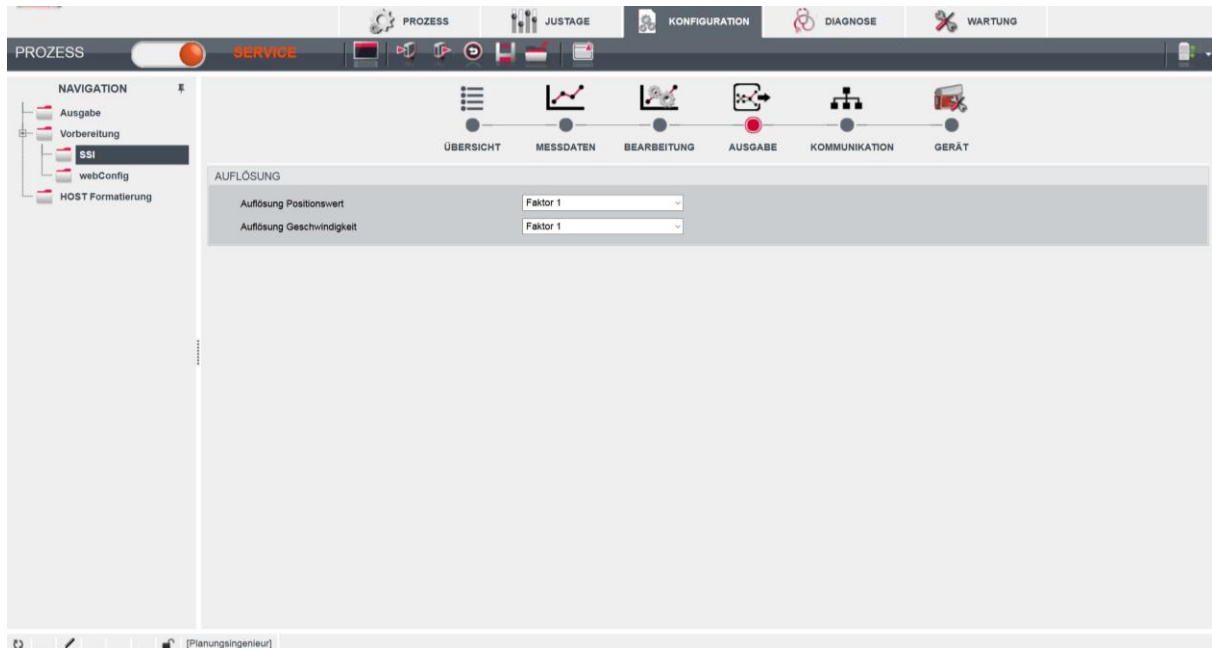 PROZESS
JUSTAGE
KONFIGURATION
DIAGNOSE
WARTUNG
PROZESS
SERVICE
NAVIGATION
Ausgabe
Vorbereitung
SSI
webConfig
HOST Formatierung
ÜBERSICHT
MESSDATEN
BEARBEITUNG
AUSGABE
KOMMUNIKATION
GERÄT
AUFLÖSUNG
Auflösung Positionswert
Faktor 1
Auflösung Geschwindigkeit
Faktor 1
[Planungsingenieur]